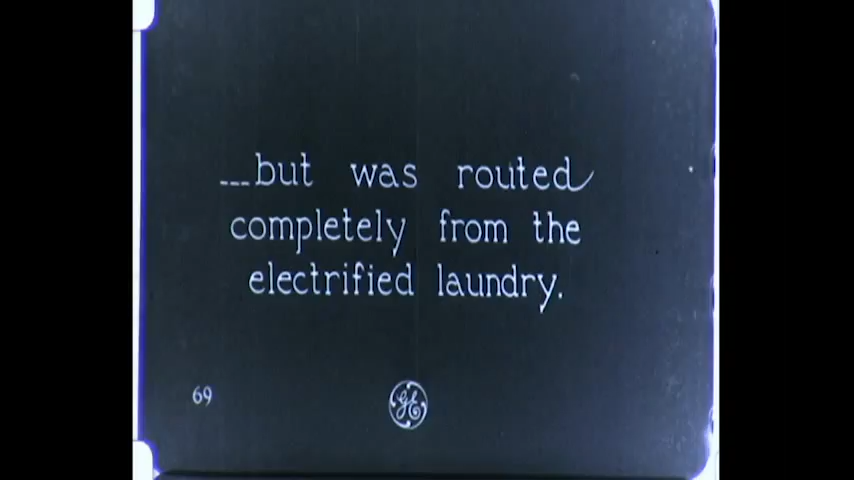 ---but was routed
completely from the
electrified laundry.
69
GE